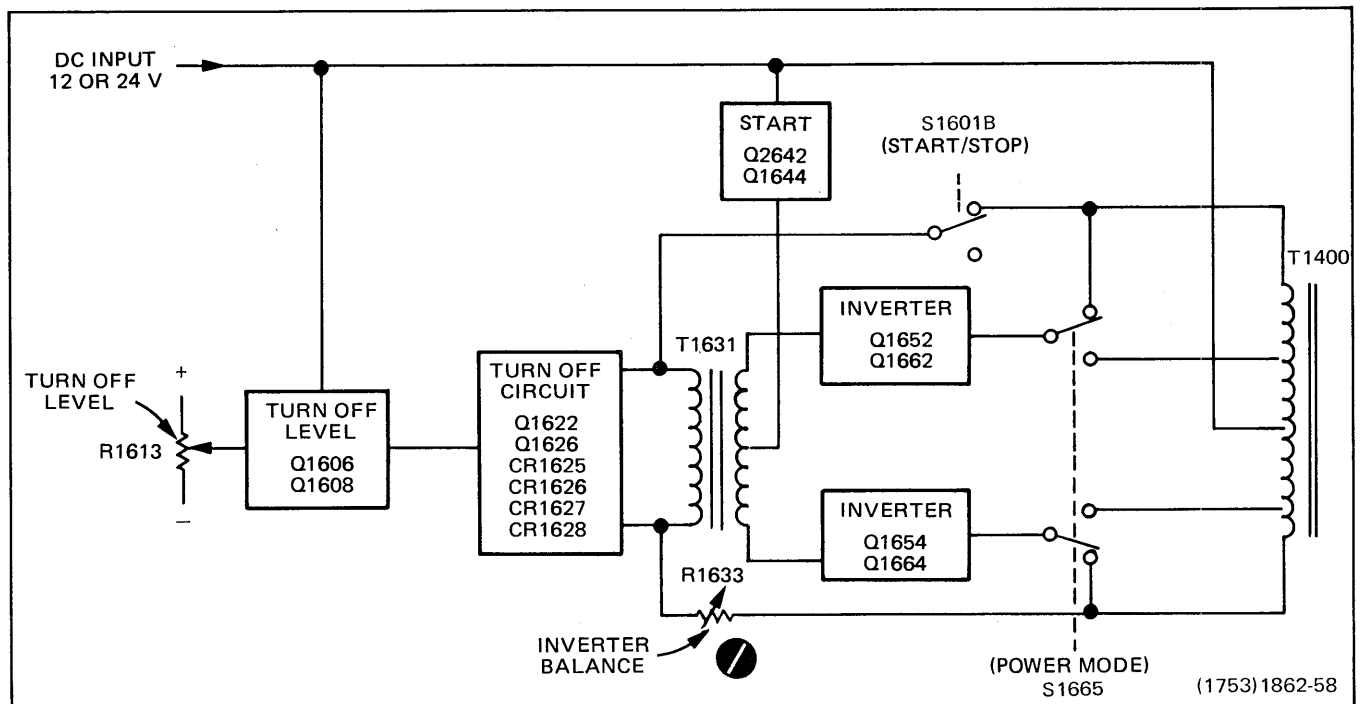 DC INPUT
12 OR 24 V
START
Q2642
Q1644
S1601B
(START/STOP)
T1400
INVERTER
Q1652
Q1662
T1631
TURN OFF
CIRCUIT
Q1622
Q1626
CR1625
CR1626
CR1627
CR1628
TURN OFF
LEVEL
R1613
+
−
TURN OFF
LEVEL
Q1606
Q1608
INVERTER
Q1654
Q1664
R1633
INVERTER
BALANCE
(POWER MODE)
S1665
(1753)1862-58